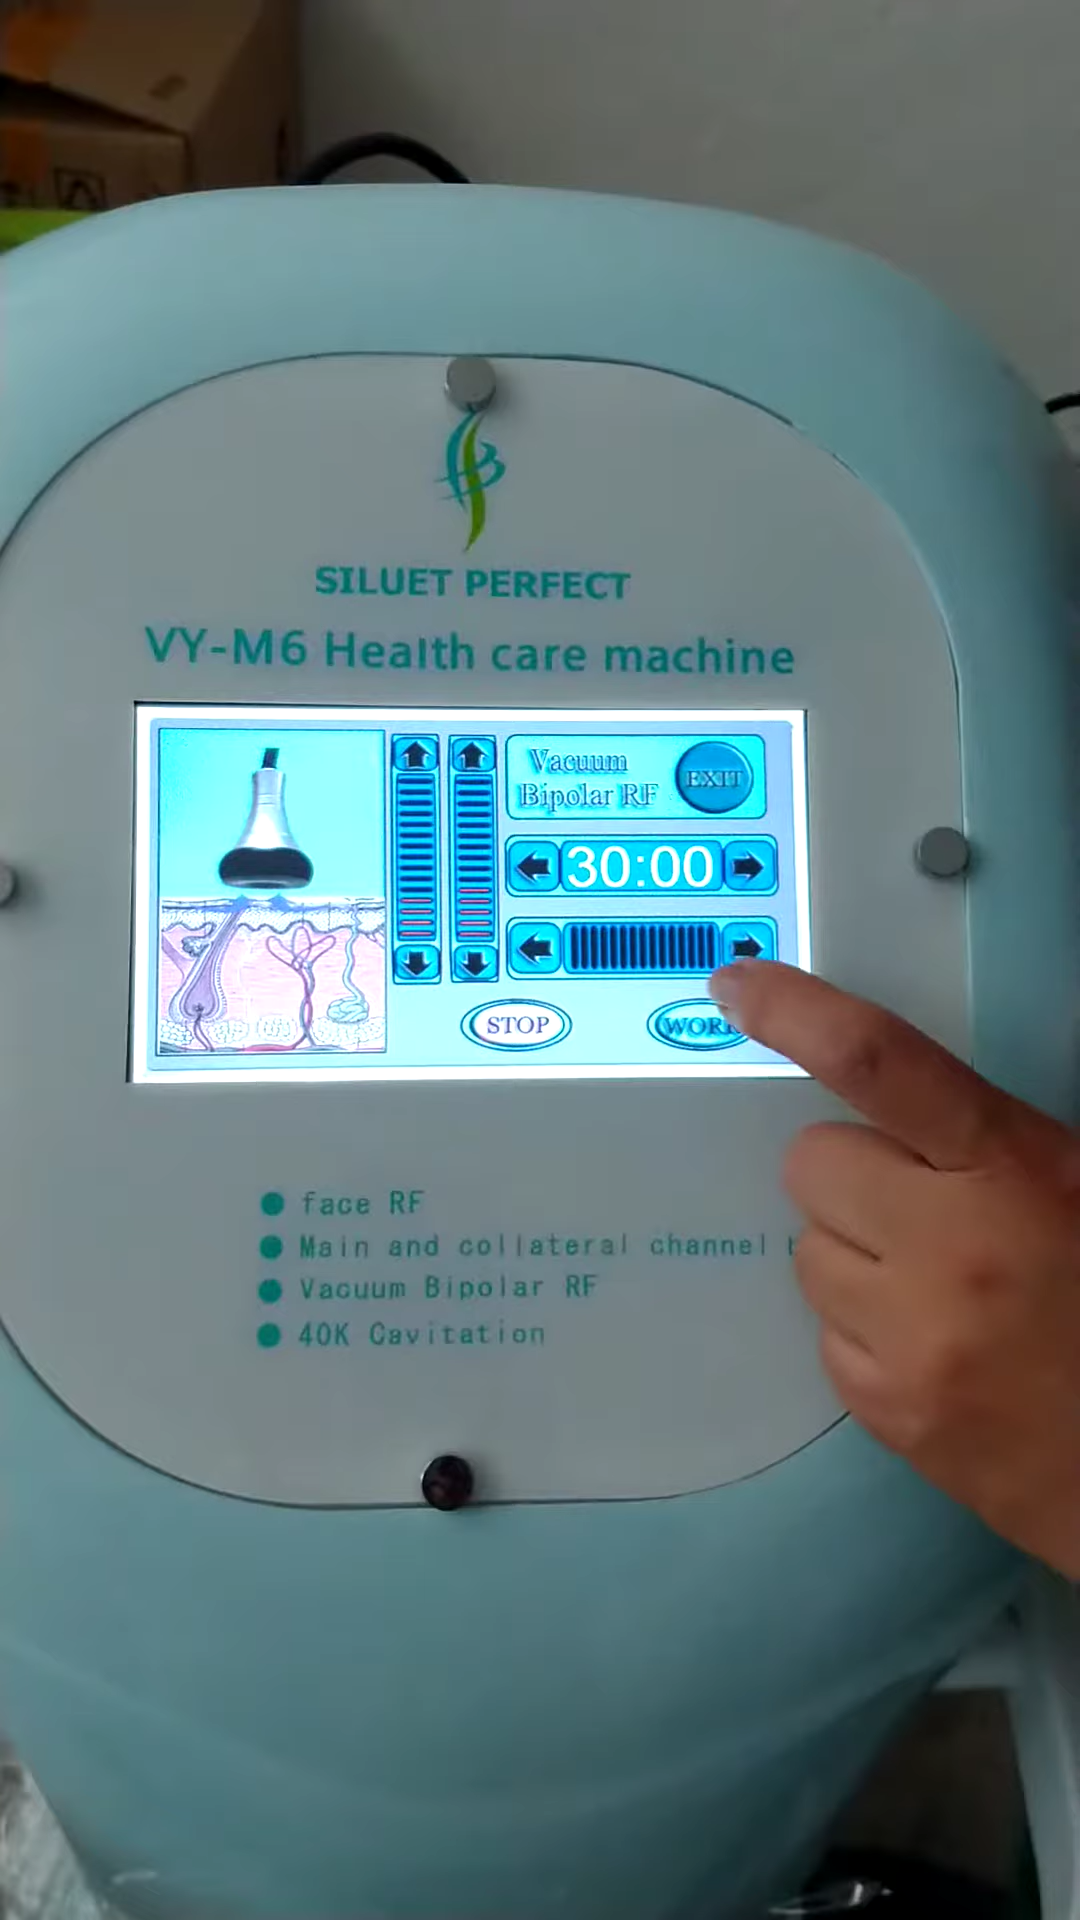 SILUET PERFECT
VY-M6 Health care machine
Vacuum
Bipolar RF
EXIT
30:00
STOP
WORK
face RF
Main and collateral channel
Vacuum Bipolar RF
40K Cavitation